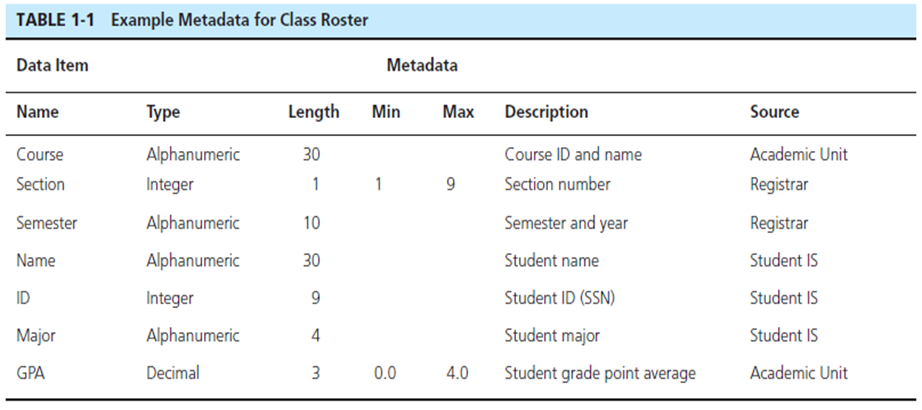 TABLE 1-1 Example Metadata for Class Roster
Data Item Metadata
Name Type Length Min Max Description Source
Course Alphanumeric 30 Course ID and name Academic Unit
Section Integer 1 1 9 Section number Registrar
Semester Alphanumeric 10 Semester and year Registrar
Name Alphanumeric 30 Student name Student IS
ID Integer 9 Student ID (SSN) Student IS
Major Alphanumeric 4 Student major Student IS
GPA Decimal 3 0.0 4.0 Student grade point average Academic Unit